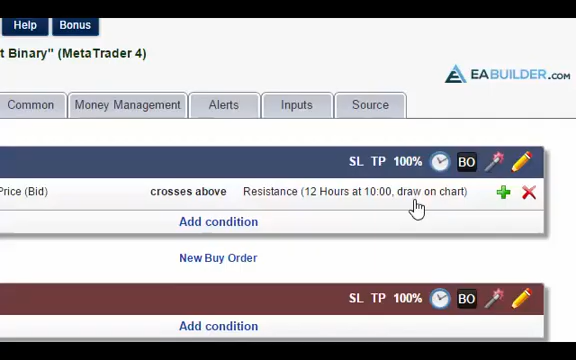 Help Bonus
t Binary" (MetaTrader 4)
EABUILDER.COM
Common Money Management Alerts Inputs Source
SL TP 100% BO
Price (Bid) crosses above Resistance (12 Hours at 10:00, draw on chart)
Add condition
New Buy Order
SL TP 100% BO
Add condition